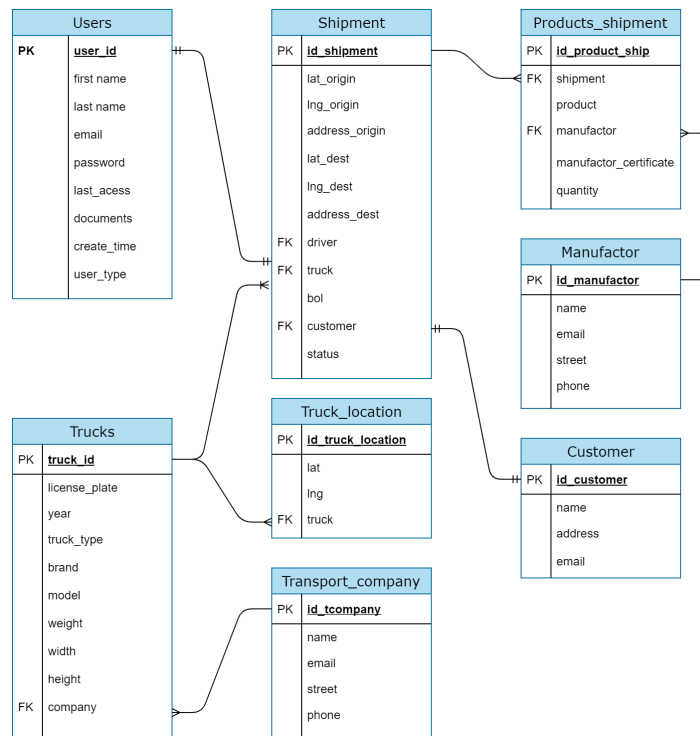 Users
PK user_id
first name
last name
email
password
last_acess
documents
create_time
user_type
Shipment
PK id_shipment
lat_origin
lng_origin
address_origin
lat_dest
lng_dest
address_dest
FK driver
FK truck
bol
FK customer
status
Products_shipment
PK id_product_ship
FK shipment
product
FK manufactor
manufactor_certificate
quantity
Manufactor
PK id_manufactor
name
email
street
phone
Trucks
PK truck_id
license_plate
year
truck_type
brand
model
weight
width
height
FK company
Truck_location
PK id_truck_location
lat
lng
FK truck
Customer
PK id_customer
name
address
email
Transport_company
PK id_tcompany
name
email
street
phone